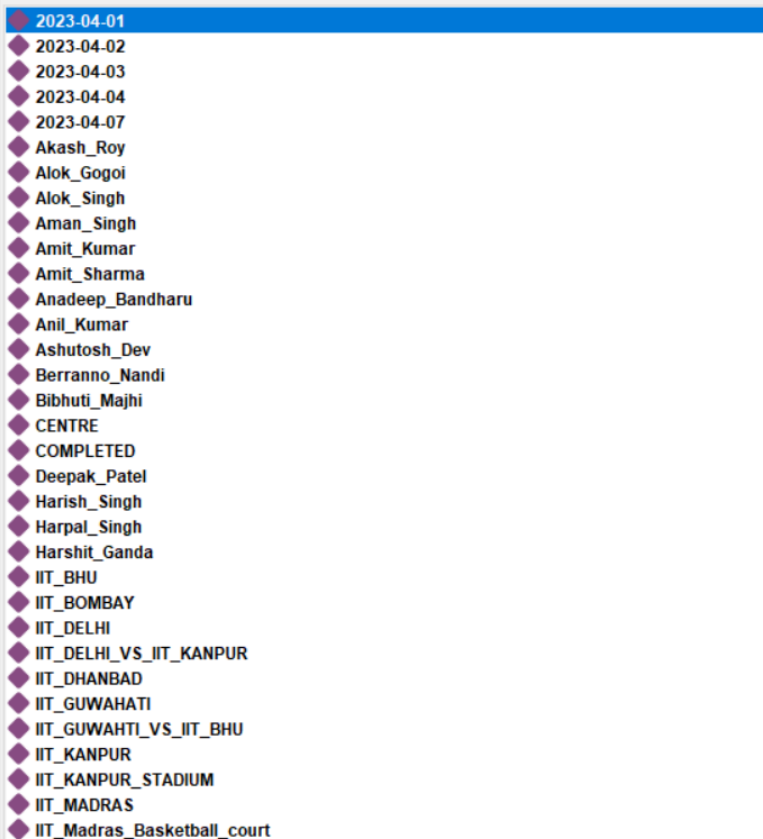 2023-04-01
2023-04-02
2023-04-03
2023-04-04
2023-04-07
Akash_Roy
Alok_Gogoi
Alok_Singh
Aman_Singh
Amit_Kumar
Amit_Sharma
Anadeep_Bandharu
Anil_Kumar
Ashutosh_Dev
Berranno_Nandi
Bibhuti_Majhi
CENTRE
COMPLETED
Deepak_Patel
Harish_Singh
Harpal_Singh
Harshit_Ganda
IIT_BHU
IIT_BOMBAY
IIT_DELHI
IIT_DELHI_VS_IIT_KANPUR
IIT_DHANBAD
IIT_GUWAHATI
IIT_GUWAHTI_VS_IIT_BHU
IIT_KANPUR
IIT_KANPUR_STADIUM
IIT_MADRAS
IIT_Madras_Basketball_court